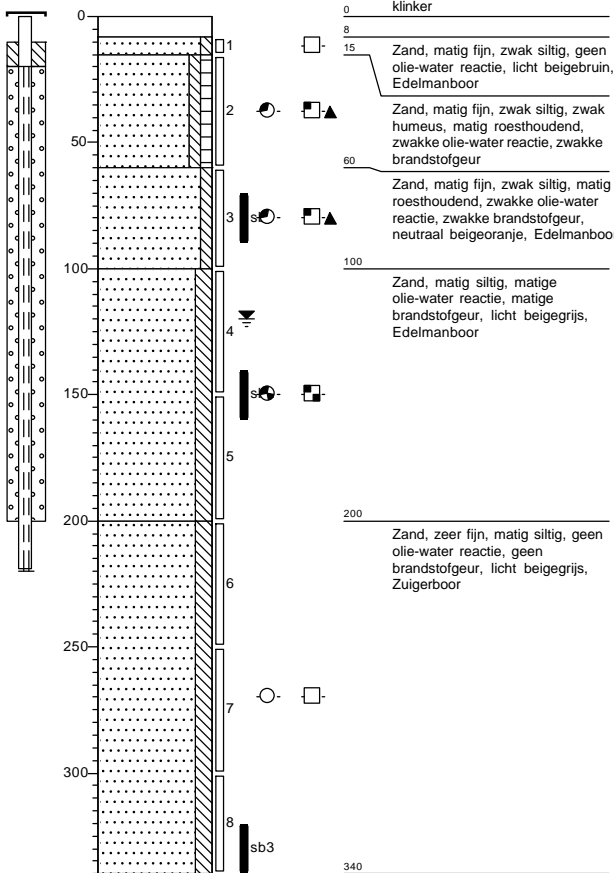 0
50
100
150
200
250
300
1
2
3
4
5
6
7
8
sb3
0
klinker
8
15
Zand, matig fijn, zwak siltig, geen
olie-water reactie, licht beigebruin,
Edelmanboor
Zand, matig fijn, zwak siltig, zwak
humeus, matig roesthoudend,
zwakke olie-water reactie, zwakke
brandstofgeur
60
Zand, matig fijn, zwak siltig, matig
roesthoudend, zwakke olie-water
reactie, zwakke brandstofgeur,
neutraal beigeoranje, Edelmanboor
100
Zand, matig siltig, matige
olie-water reactie, matige
brandstofgeur, licht beigegrijs,
Edelmanboor
200
Zand, zeer fijn, matig siltig, geen
olie-water reactie, geen
brandstofgeur, licht beigegrijs,
Zuigerboor
340